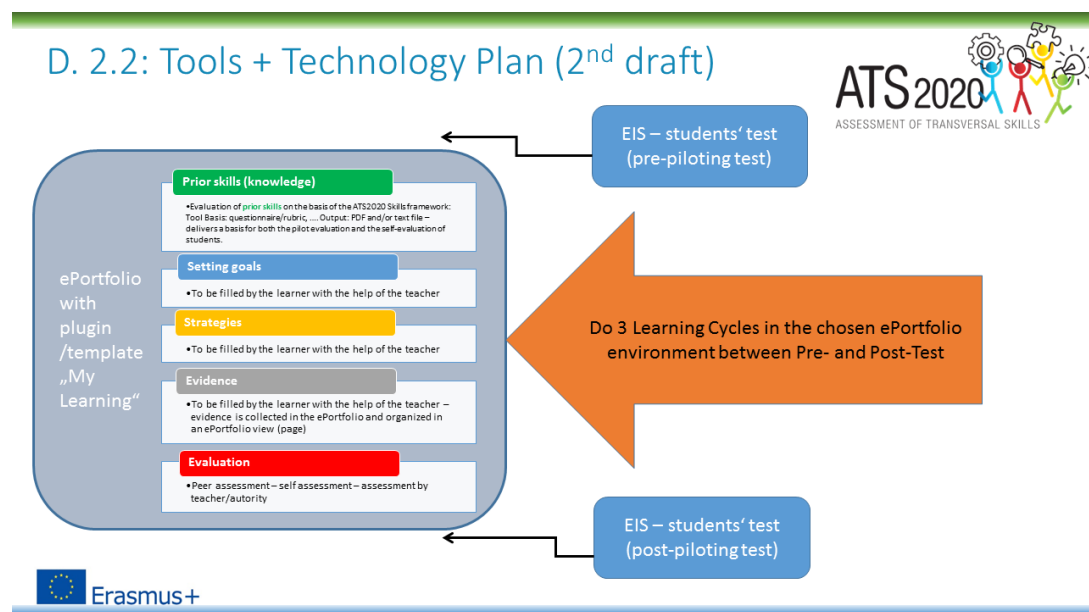 D. 2.2: Tools + Technology Plan (2nd draft)
ATS2020
ASSESSMENT OF TRANSVERSAL SKILLS
EIS – students‘ test
(pre-piloting test)
ePortfolio
with
plugin
/template
„My
Learning“
Prior skills (knowledge)
•Evaluation of prior skills on the basis of the ATS2020 Skills framework:
Tool Basis: questionnaire/rubric, .... Output: PDF and/or text file –
delivers a basis for both the pilot evaluation and the self-evaluation of
students.
Setting goals
•To be filled by the learner with the help of the teacher
Strategies
•To be filled by the learner with the help of the teacher
Evidence
•To be filled by the learner with the help of the teacher –
evidence is collected in the ePortfolio and organized in
an ePortfolio view (page)
Evaluation
•Peer assessment – self assessment – assessment by
teacher/autority
Do 3 Learning Cycles in the chosen ePortfolio
environment between Pre- and Post-Test
EIS – students‘ test
(post-piloting test)
Erasmus+